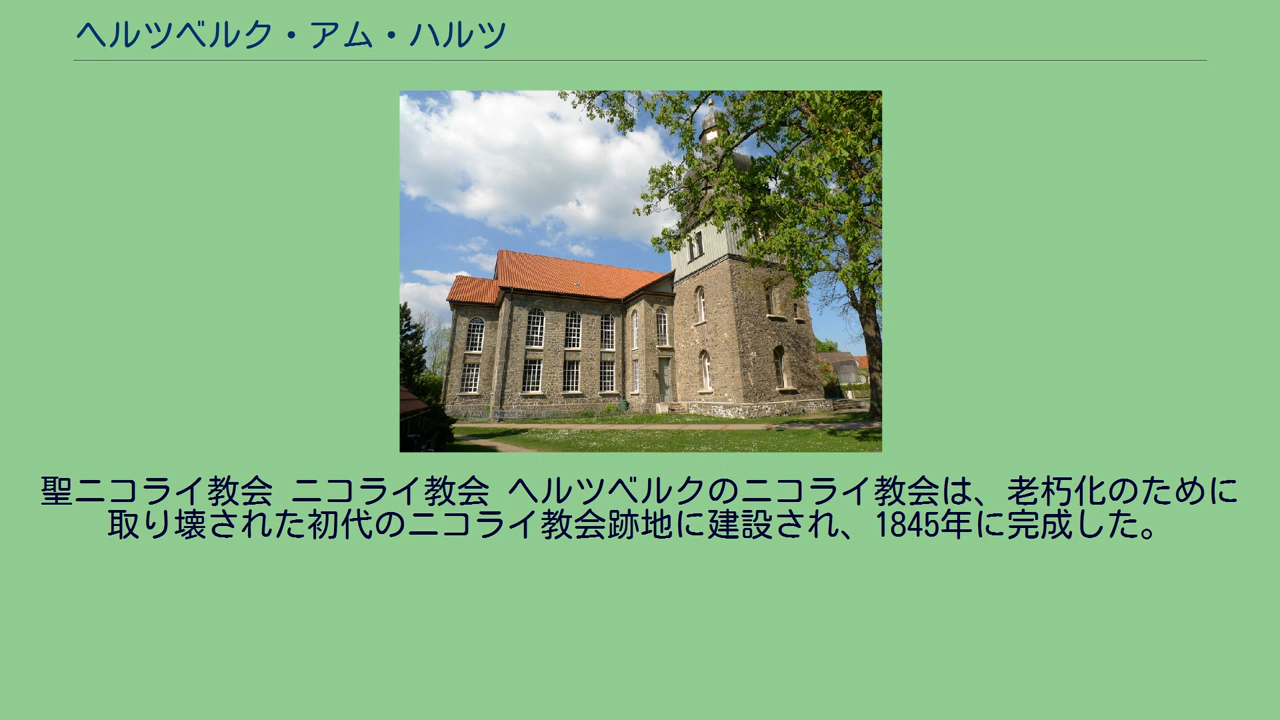 ヘルツベルク・アム・ハルツ
聖ニコライ教会 ニコライ教会 ヘルツベルクのニコライ教会は、老朽化のために
取り壊された初代のニコライ教会跡地に建設され、1845年に完成した。